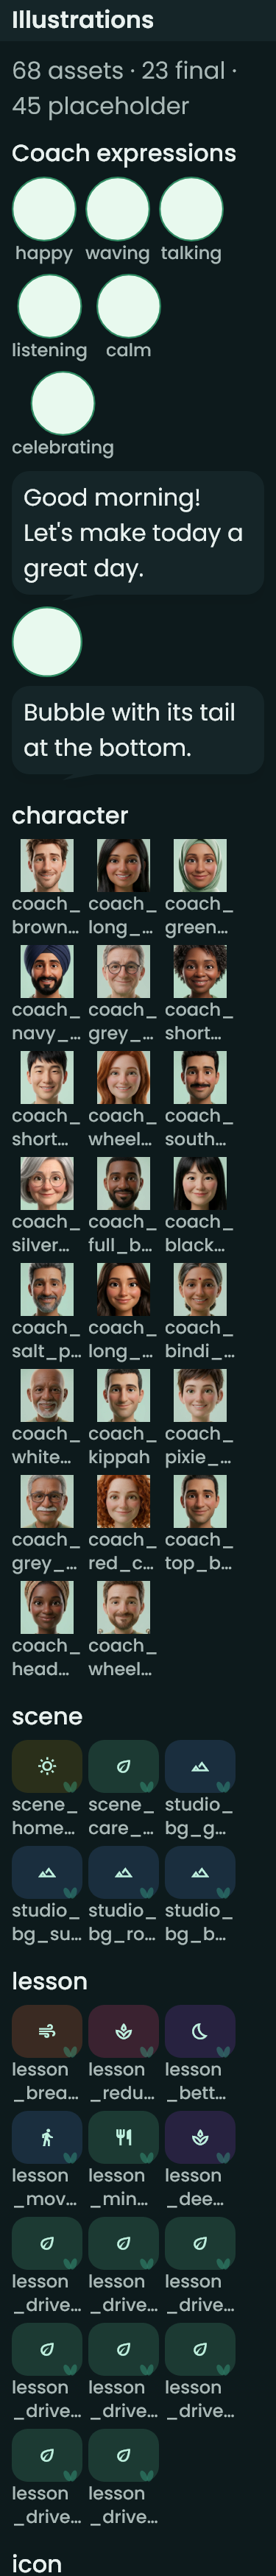 Illustrations
68 assets · 23 final ·
45 placeholder
Coach expressions
happy waving talking
listening calm
celebrating
Good morning!
Let's make today a
great day.
Bubble with its tail
at the bottom.
character
coach_ coach_ coach_
brown... long_... green...
coach_ coach_ coach_
navy_... grey_... short...
coach_ coach_ coach_
short... wheel... south...
coach_ coach_ coach_
silver... full_b... black...
coach_ coach_ coach_
salt_p... long_... bindi_...
coach_ coach_ coach_
white... kippah pixie_...
coach_ coach_ coach_
grey_... red_c... top_b...
coach_ coach_
head... wheel...
scene
scene_ scene_ studio_
home... care_... bg_g...
studio_ studio_ studio_
bg_su... bg_ro... bg_b...
lesson
lesson lesson lesson
_brea... _redu... _bett...
lesson lesson lesson
_mov... _min... _dee...
lesson lesson lesson
_drive... _drive... _drive...
lesson lesson lesson
_drive... _drive... _drive...
lesson lesson
_drive... _drive...
icon